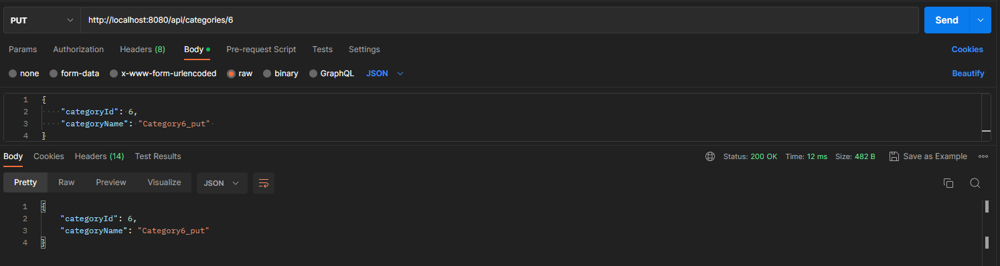 PUT http://localhost:8080/api/categories/6 Send
Params Authorization Headers (8) Body Pre-request Script Tests Settings Cookies
none form-data x-www-form-urlencoded raw binary GraphQL JSON Beautify
1 {
2 "categoryId": 6,
3 "categoryName": "Category6_put"
4 }
Body Cookies Headers (14) Test Results Status: 200 OK Time: 12 ms Size: 482 B Save as Example
Pretty Raw Preview Visualize JSON
1 {
2 "categoryId": 6,
3 "categoryName": "Category6_put"
4 }